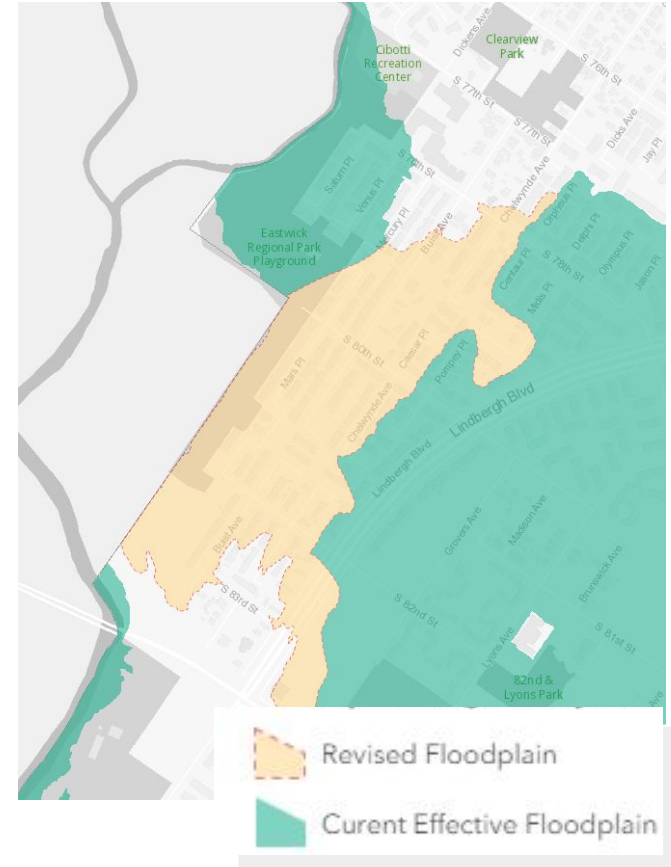 Cibotti
Recreation
Center
Dickens Ave
Clearview
Park
S 76th St
S 77th St
S 77th St
Dicks Ave
Jay Pl
Saturn Pl
Venus Pl
S 78th St
Chelwynde Ave
Orpheus Pl
Mercury Pl
Buist Ave
Eastwick
Regional Park
Playground
Delphi Pl
Olympus Pl
Jason Pl
Centaur Pl
S 78th St
Midis Pl
S 80th St
Mars Pl
Caesar Pl
Pompey Pl
Chelwynde Ave
Lindbergh Blvd
Lindbergh Blvd
Buist Ave
Grovers Ave
Madison Ave
Brunswick Ave
S 83rd St
S 82nd St
Lyons Ave
S 81st St
82nd &
Lyons Park
Ave
Revised Floodplain
Curent Effective Floodplain